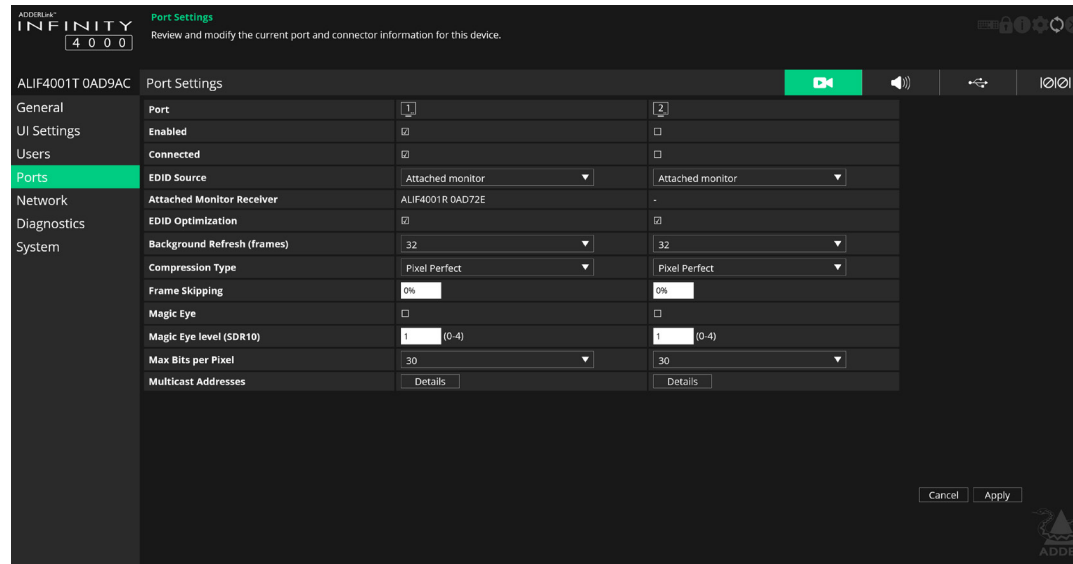 ADDERLink™
INFINITY
4000
Port Settings
Review and modify the current port and connector information for this device.
ALIF4001T 0AD9AC
Port Settings
General
UI Settings
Users
Ports
Network
Diagnostics
System
Port 1 2
Enabled
Connected
EDID Source Attached monitor Attached monitor
Attached Monitor Receiver ALIF4001R 0AD72E -
EDID Optimization
Background Refresh (frames) 32 32
Compression Type Pixel Perfect Pixel Perfect
Frame Skipping 0% 0%
Magic Eye
Magic Eye level (SDR10) 1 (0-4) 1 (0-4)
Max Bits per Pixel 30 30
Multicast Addresses Details Details
Cancel Apply
ADDE